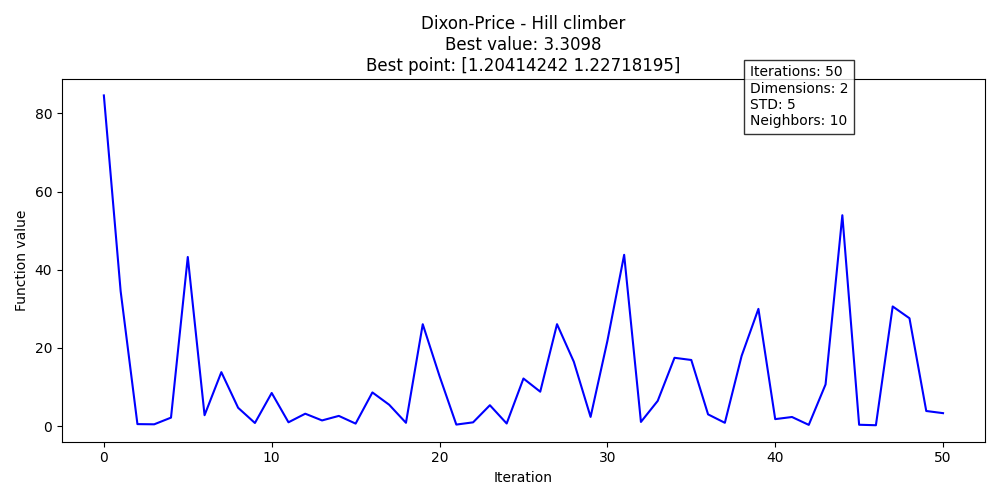 Dixon-Price - Hill climber
Best value: 3.3098
Best point: [1.20414242 1.22718195]
Iterations: 50
Dimensions: 2
STD: 5
Neighbors: 10
Function value
80
60
40
20
0
0 10 20 30 40 50
Iteration